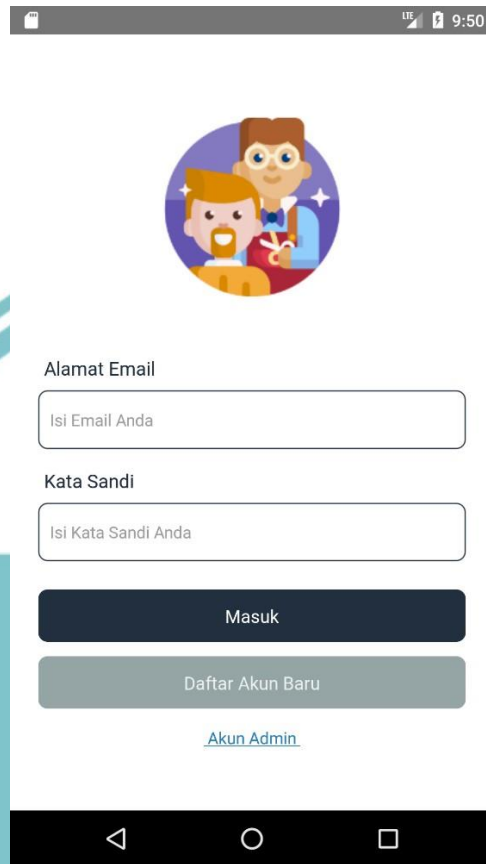 LTE 9:50
Alamat Email
Isi Email Anda
Kata Sandi
Isi Kata Sandi Anda
Masuk
Daftar Akun Baru
Akun Admin